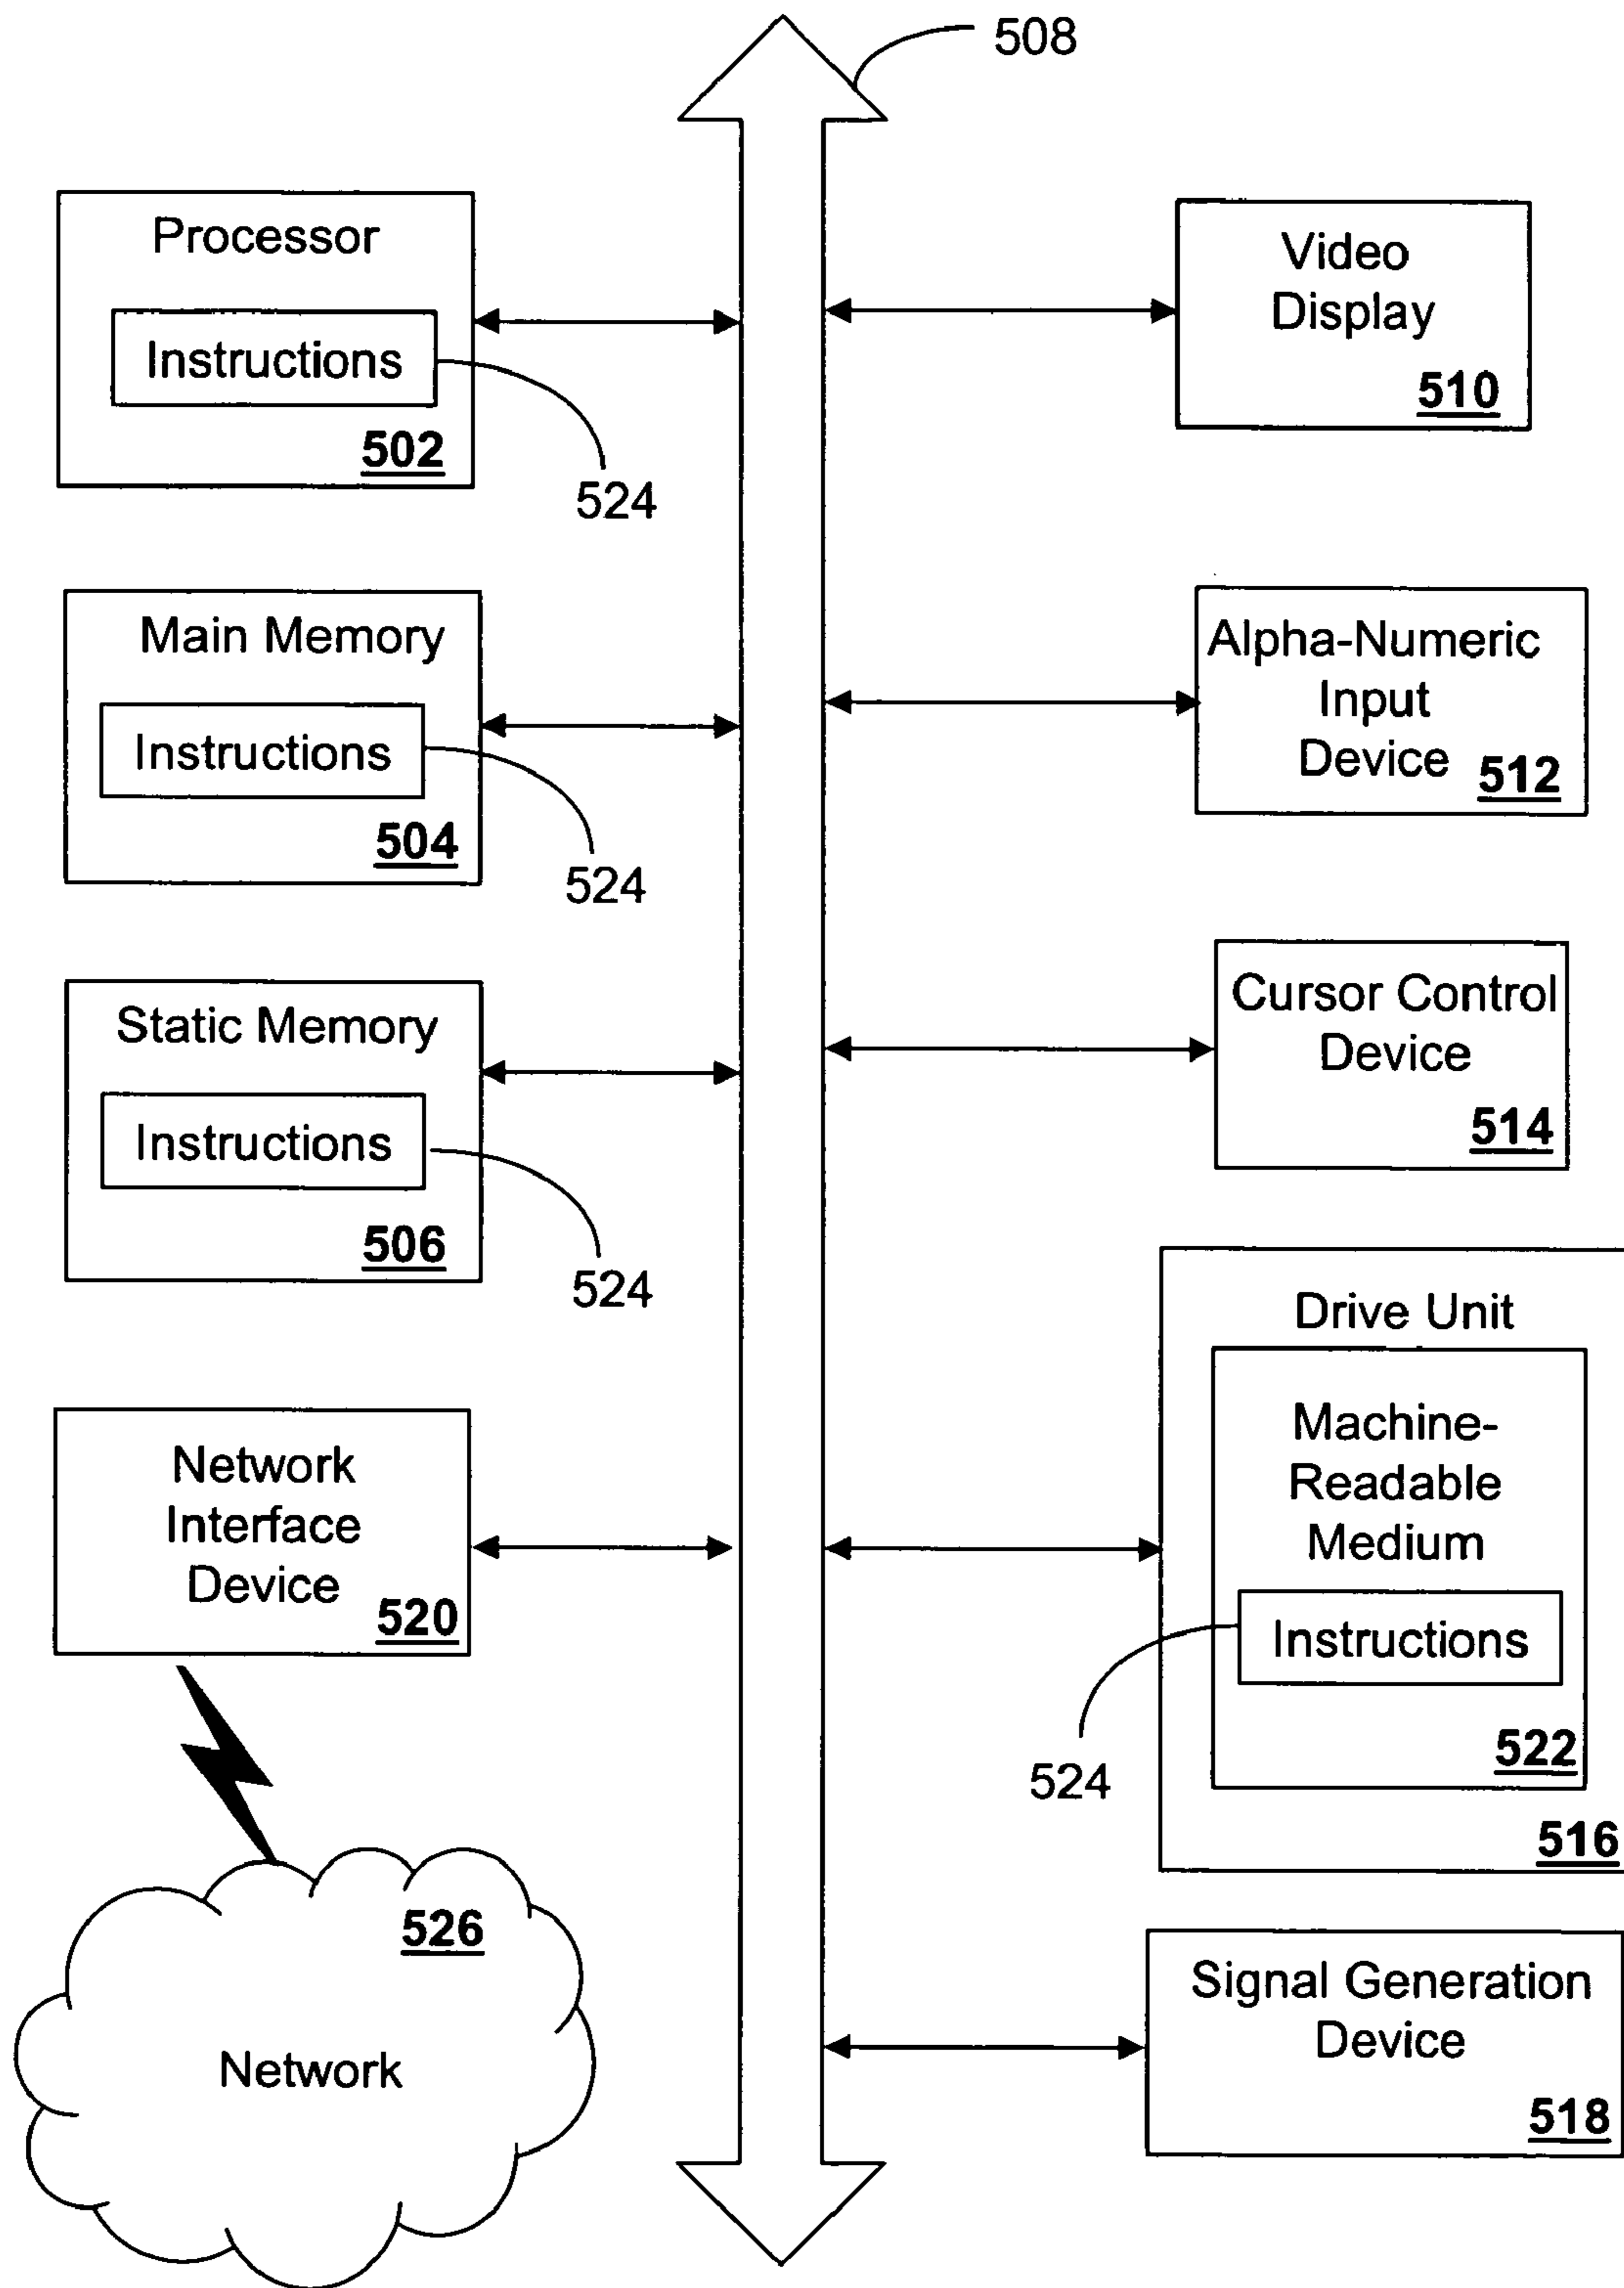 508
Processor
Instructions
502
524
Main Memory
Instructions
504
524
Static Memory
Instructions
506
524
Network
Interface
Device
520
526
Network
Video
Display
510
Alpha-Numeric
Input
Device
512
Cursor Control
Device
514
Drive Unit
Machine-
Readable
Medium
Instructions
524
522
516
Signal Generation
Device
518